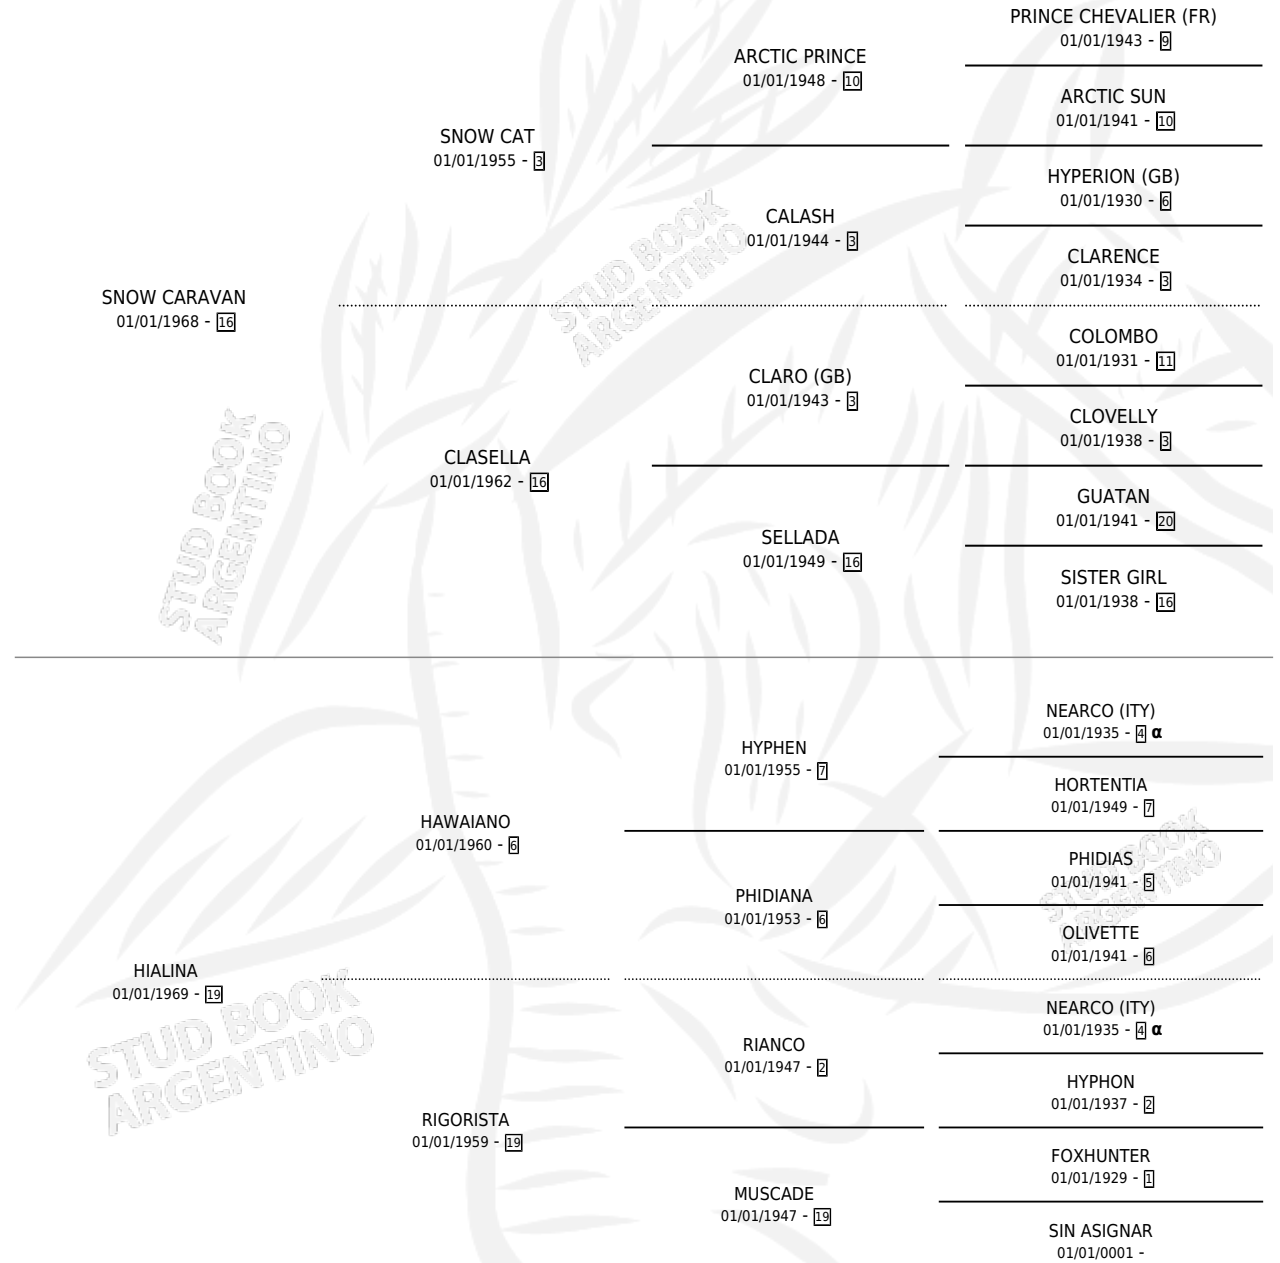 PRINCE CHEVALIER (FR)
01/01/1943 - 9
ARCTIC PRINCE
01/01/1948 - 10
ARCTIC SUN
01/01/1941 - 10
SNOW CAT
01/01/1955 - 3
HYPERION (GB)
01/01/1930 - 6
CALASH
01/01/1944 - 3
CLARENCE
01/01/1934 - 3
SNOW CARAVAN
01/01/1968 - 16
COLOMBO
01/01/1931 - 11
CLARO (GB)
01/01/1943 - 3
CLOVELLY
01/01/1938 - 3
CLASELLA
01/01/1962 - 16
GUATAN
01/01/1941 - 20
SELLADA
01/01/1949 - 16
SISTER GIRL
01/01/1938 - 16
NEARCO (ITY)
01/01/1935 - 4 α
HYPHEN
01/01/1955 - 7
HORTENTIA
01/01/1949 - 7
HAWAIANO
01/01/1960 - 6
PHIDIAS
01/01/1941 - 5
PHIDIANA
01/01/1953 - 6
OLIVETTE
01/01/1941 - 6
HIALINA
01/01/1969 - 19
NEARCO (ITY)
01/01/1935 - 4 α
RIANCO
01/01/1947 - 2
HYPHON
01/01/1937 - 2
RIGORISTA
01/01/1959 - 19
FOXHUNTER
01/01/1929 - 1
MUSCADE
01/01/1947 - 19
SIN ASIGNAR
01/01/0001 -
STUD BOOK
ARGENTINO
STUD BOOK
ARGENTINO
STUD BOOK
ARGENTINO
STUD BOOK
ARGENTINO